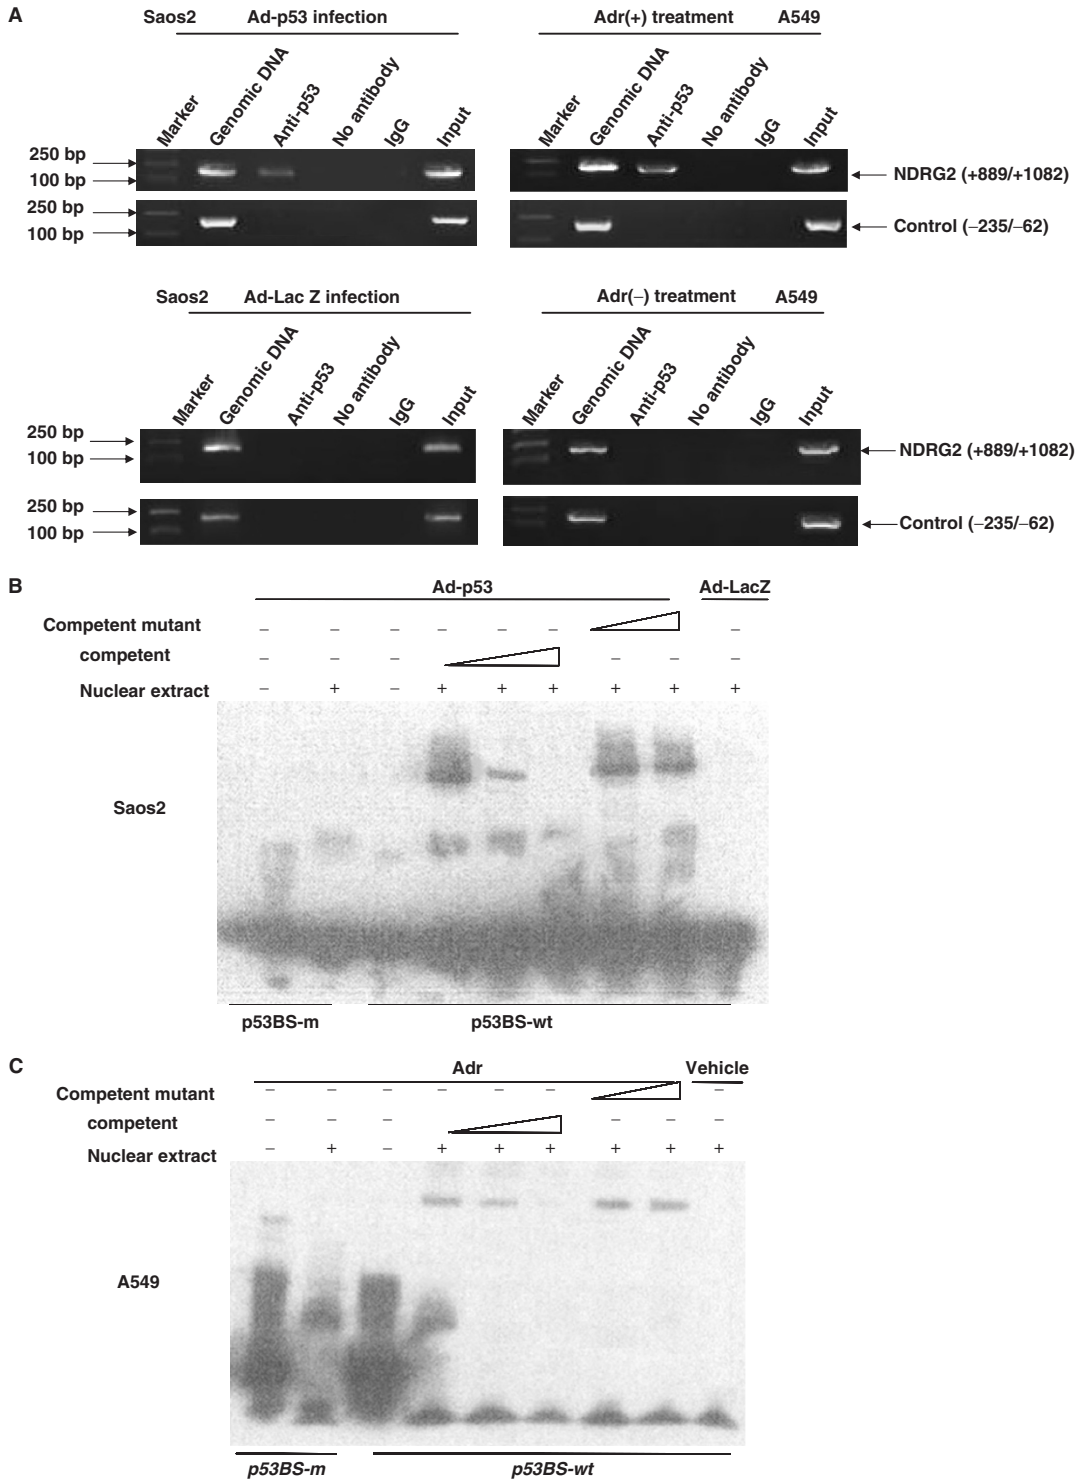 A
Saos2 Ad-p53 infection
Marker Genomic DNA Anti-p53 No antibody IgG Input
250 bp
100 bp
250 bp
100 bp
Adr(+) treatment A549
Marker Genomic DNA Anti-p53 No antibody IgG Input
NDRG2 (+889/+1082)
Control (−235/−62)
Saos2 Ad-Lac Z infection
Marker Genomic DNA Anti-p53 No antibody IgG Input
250 bp
100 bp
250 bp
100 bp
Adr(−) treatment A549
Marker Genomic DNA Anti-p53 No antibody IgG Input
NDRG2 (+889/+1082)
Control (−235/−62)
B
Ad-p53 Ad-LacZ
Competent mutant − − − − − − −
competent − − − − − −
Nuclear extract − + − + + + + + +
Saos2
p53BS-m p53BS-wt
C
Adr Vehicle
Competent mutant − − − − − − −
competent − − − − − −
Nuclear extract − + − + + + + + +
A549
p53BS-m p53BS-wt